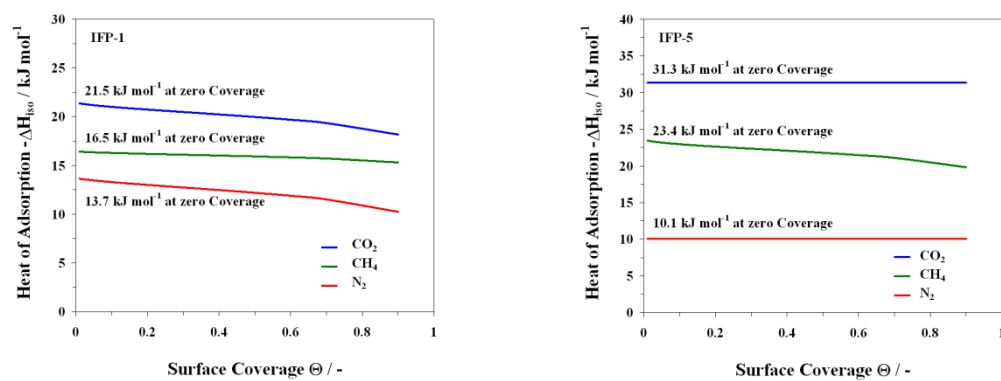 IFP-1
Heat of Adsorption -ΔH_iso / kJ mol⁻¹
30
25
20
15
10
5
0
21.5 kJ mol⁻¹ at zero Coverage
16.5 kJ mol⁻¹ at zero Coverage
13.7 kJ mol⁻¹ at zero Coverage
CO₂
CH₄
N₂
0 0.2 0.4 0.6 0.8 1
Surface Coverage Θ / -
IFP-5
Heat of Adsorption -ΔH_iso / kJ mol⁻¹
40
35
30
25
20
15
10
5
0
31.3 kJ mol⁻¹ at zero Coverage
23.4 kJ mol⁻¹ at zero Coverage
10.1 kJ mol⁻¹ at zero Coverage
CO₂
CH₄
N₂
0 0.2 0.4 0.6 0.8 1
Surface Coverage Θ / -